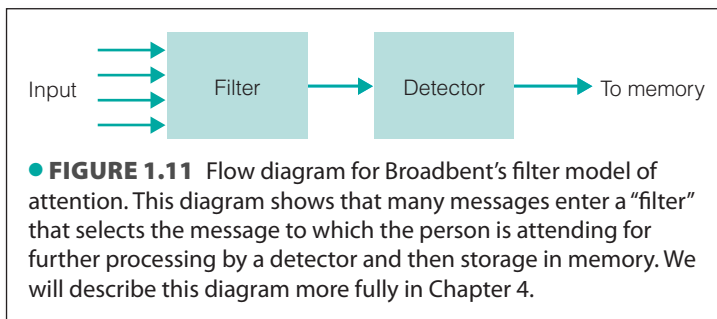 Input Filter Detector To memory
● FIGURE 1.11 Flow diagram for Broadbent’s filter model of
attention. This diagram shows that many messages enter a “filter”
that selects the message to which the person is attending for
further processing by a detector and then storage in memory. We
will describe this diagram more fully in Chapter 4.